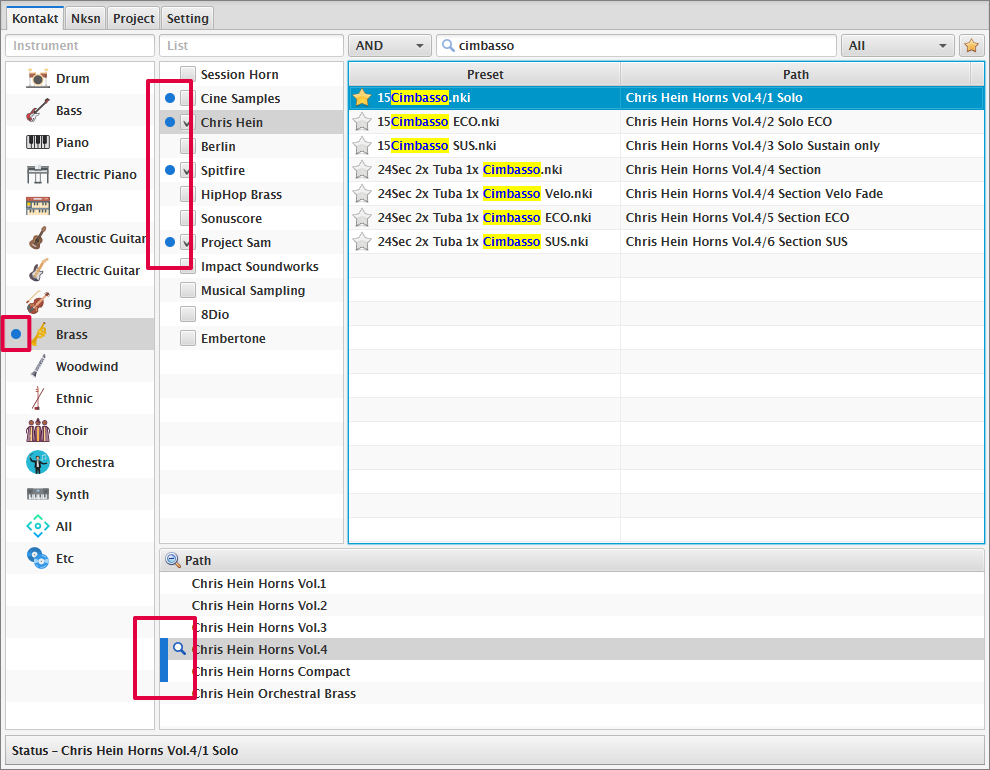 Kontakt Nksn Project Setting
Instrument List AND cimbasso All
Drum
Bass
Piano
Electric Piano
Organ
Acoustic Guitar
Electric Guitar
String
Brass
Woodwind
Ethnic
Choir
Orchestra
Synth
All
Etc
Session Horn
Cine Samples
Chris Hein
Berlin
Spitfire
HipHop Brass
Sonuscore
Project Sam
Impact Soundworks
Musical Sampling
8Dio
Embertone
Preset Path
15Cimbasso.nki Chris Hein Horns Vol.4/1 Solo
15Cimbasso ECO.nki Chris Hein Horns Vol.4/2 Solo ECO
15Cimbasso SUS.nki Chris Hein Horns Vol.4/3 Solo Sustain only
24Sec 2x Tuba 1x Cimbasso.nki Chris Hein Horns Vol.4/4 Section
24Sec 2x Tuba 1x Cimbasso Velo.nki Chris Hein Horns Vol.4/4 Section Velo Fade
24Sec 2x Tuba 1x Cimbasso ECO.nki Chris Hein Horns Vol.4/5 Section ECO
24Sec 2x Tuba 1x Cimbasso SUS.nki Chris Hein Horns Vol.4/6 Section SUS
Path
Chris Hein Horns Vol.1
Chris Hein Horns Vol.2
Chris Hein Horns Vol.3
Chris Hein Horns Vol.4
Chris Hein Horns Compact
Chris Hein Orchestral Brass
Status – Chris Hein Horns Vol.4/1 Solo